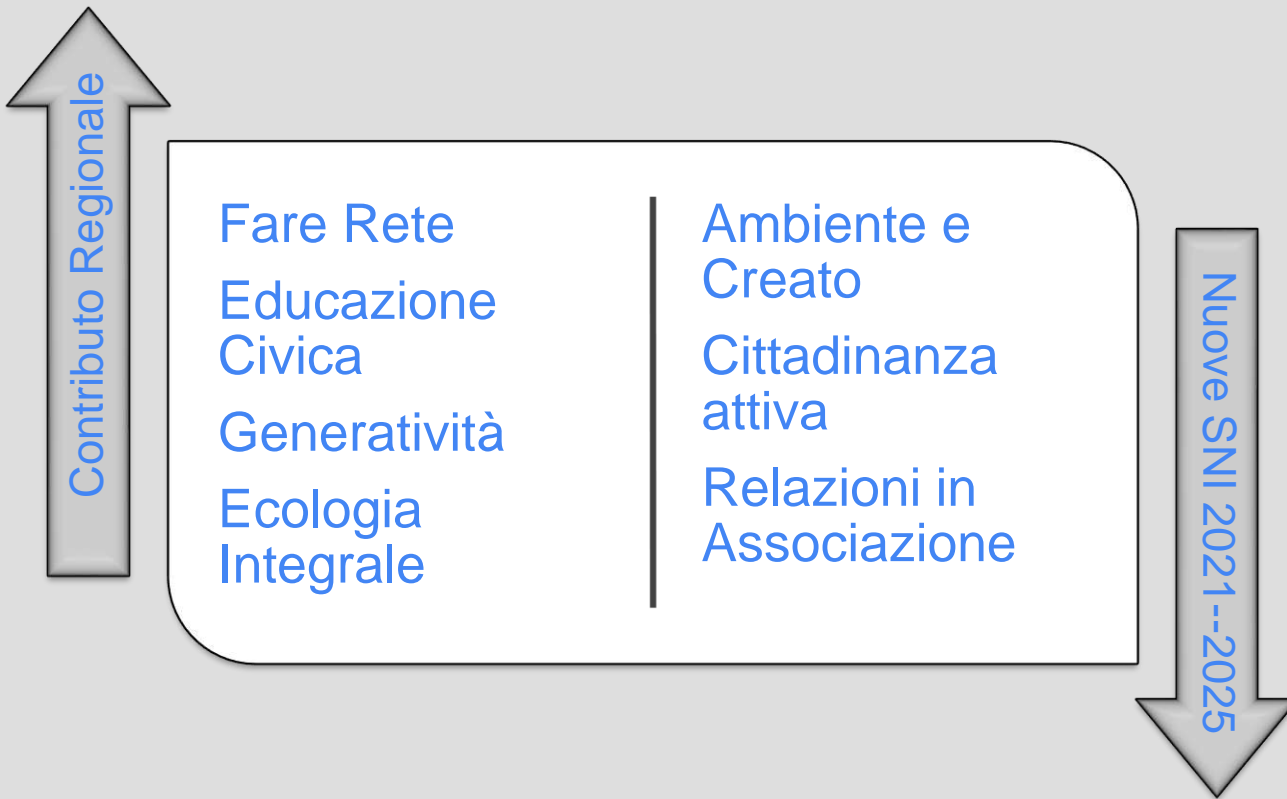 Contributo Regionale
Fare Rete
Educazione
Civica
Generatività
Ecologia
Integrale
Ambiente e
Creato
Cittadinanza
attiva
Relazioni in
Associazione
Nuove SNI 2021--2025